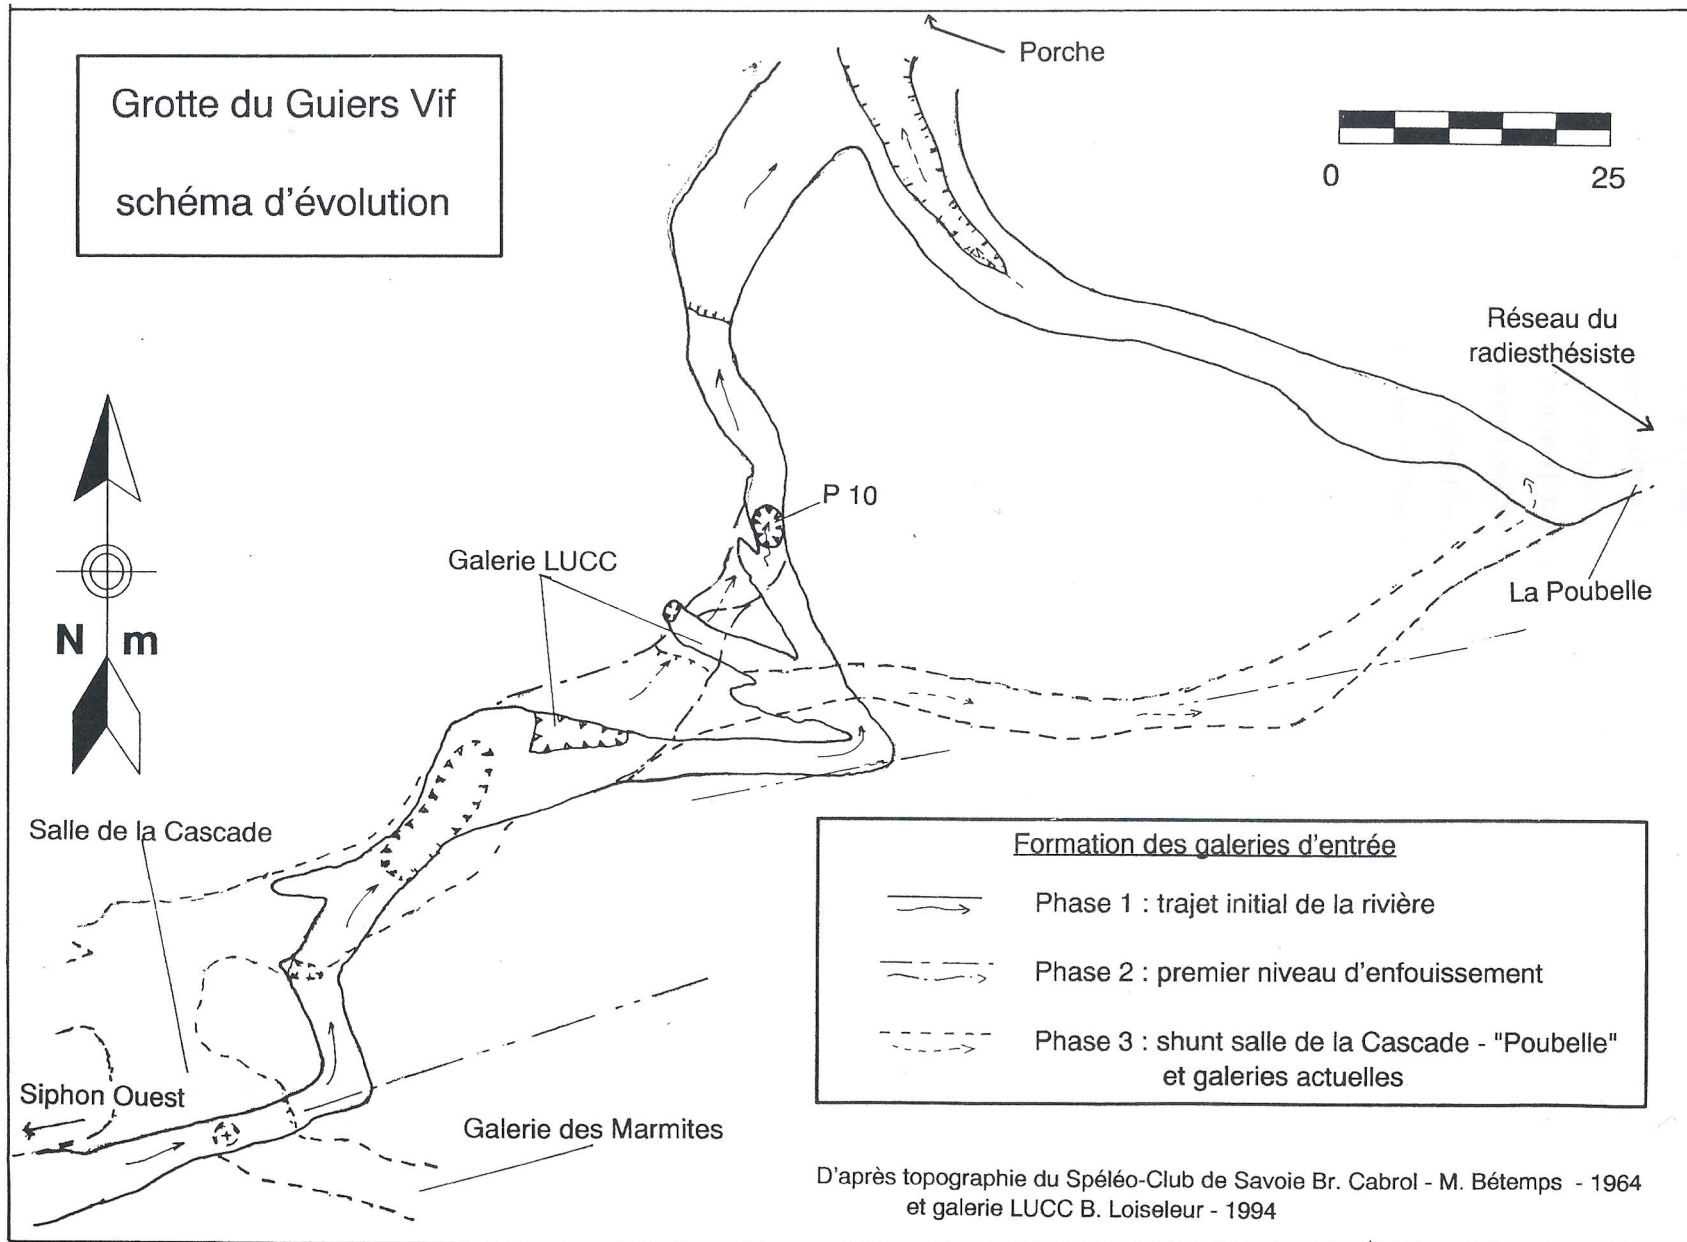 Grotte du Guiers Vif
schéma d'évolution
Porche
0 25
Réseau du
radiesthésiste
P 10
Galerie LUCC
La Poubelle
N m
Salle de la Cascade
Siphon Ouest
Galerie des Marmites
Formation des galeries d'entrée
Phase 1 : trajet initial de la rivière
Phase 2 : premier niveau d'enfouissement
Phase 3 : shunt salle de la Cascade - "Poubelle"
et galeries actuelles
D'après topographie du Spéléo-Club de Savoie Br. Cabrol - M. Bétemps - 1964
et galerie LUCC B. Loiseleur - 1994